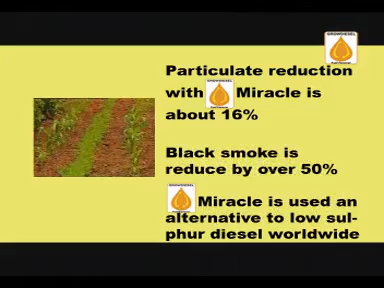 GROWDIESEL
Particulate reduction
with Miracle is
about 16%
Black smoke is
reduce by over 50%
Miracle is used an
alternative to low sul-
phur diesel worldwide